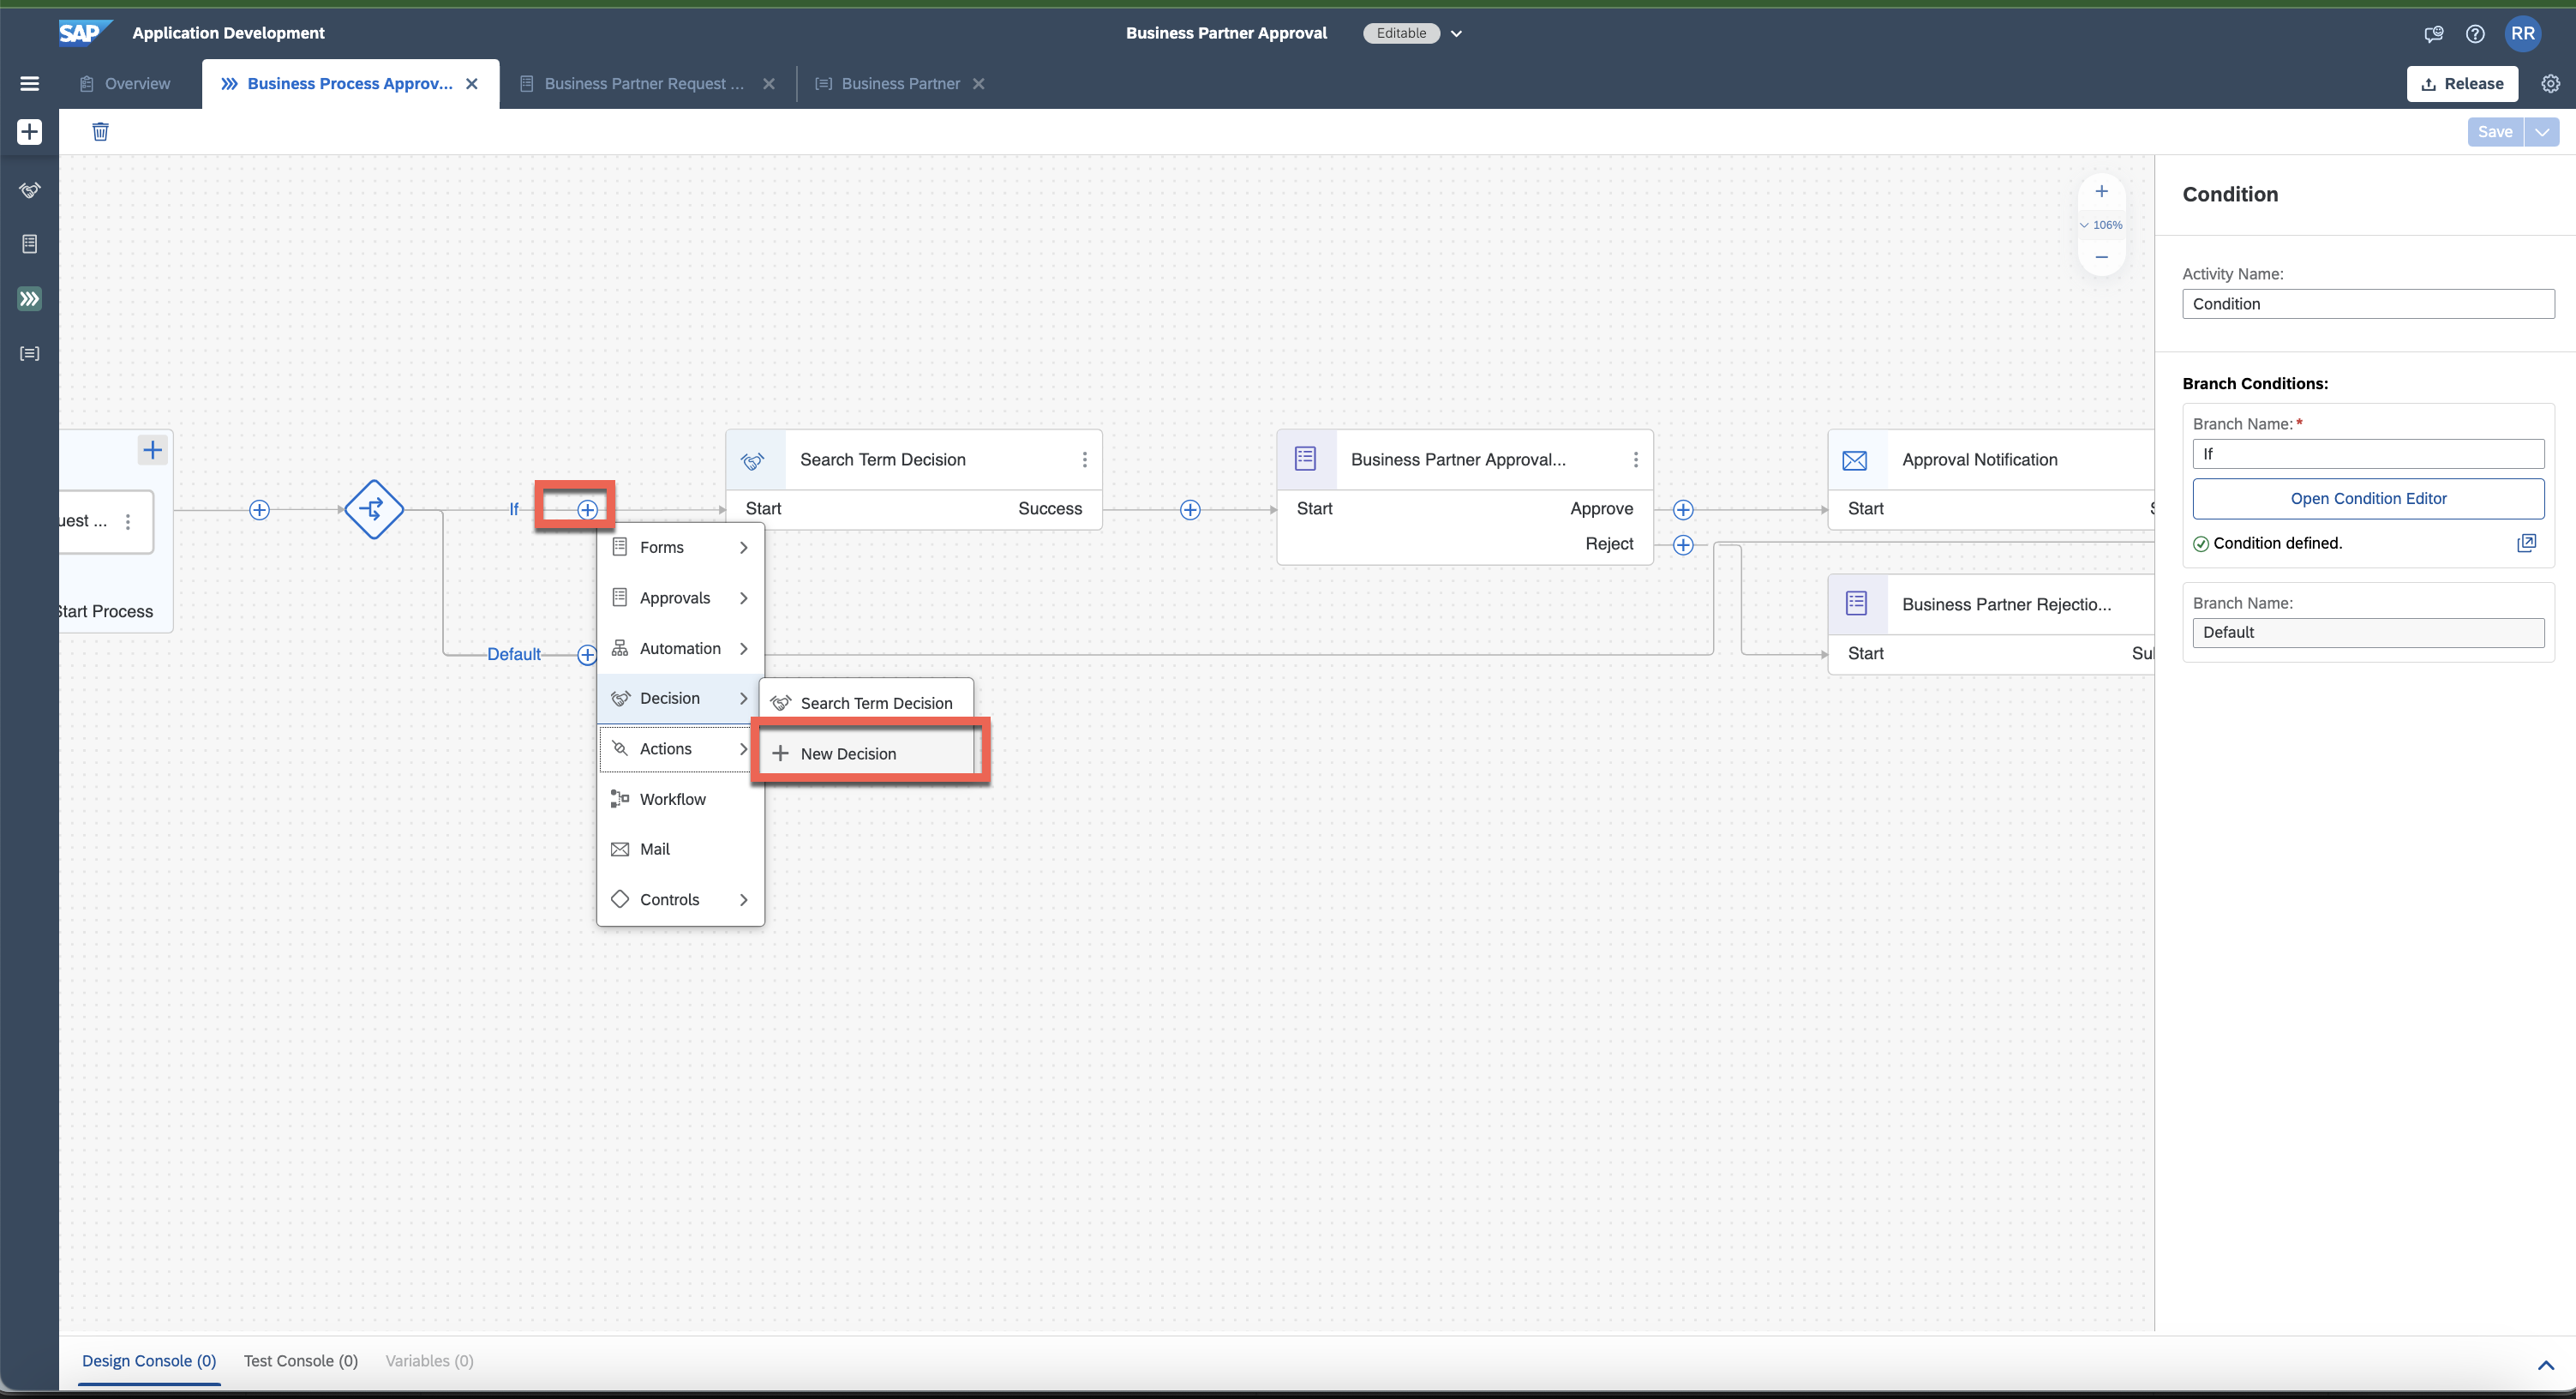 SAP Application Development
Business Partner Approval
Editable
RR
Overview
Business Process Approv...
Business Partner Request ...
Business Partner
Release
Save
106%
uest ...
Start Process
If
Default
Search Term Decision
Start
Success
Business Partner Approval...
Start
Approve
Reject
Approval Notification
Start
Business Partner Rejectio...
Start
Su
Forms
Approvals
Automation
Decision
Actions
Workflow
Mail
Controls
Search Term Decision
New Decision
Condition
Activity Name:
Condition
Branch Conditions:
Branch Name:*
If
Open Condition Editor
Condition defined.
Branch Name:
Default
Design Console (0)
Test Console (0)
Variables (0)